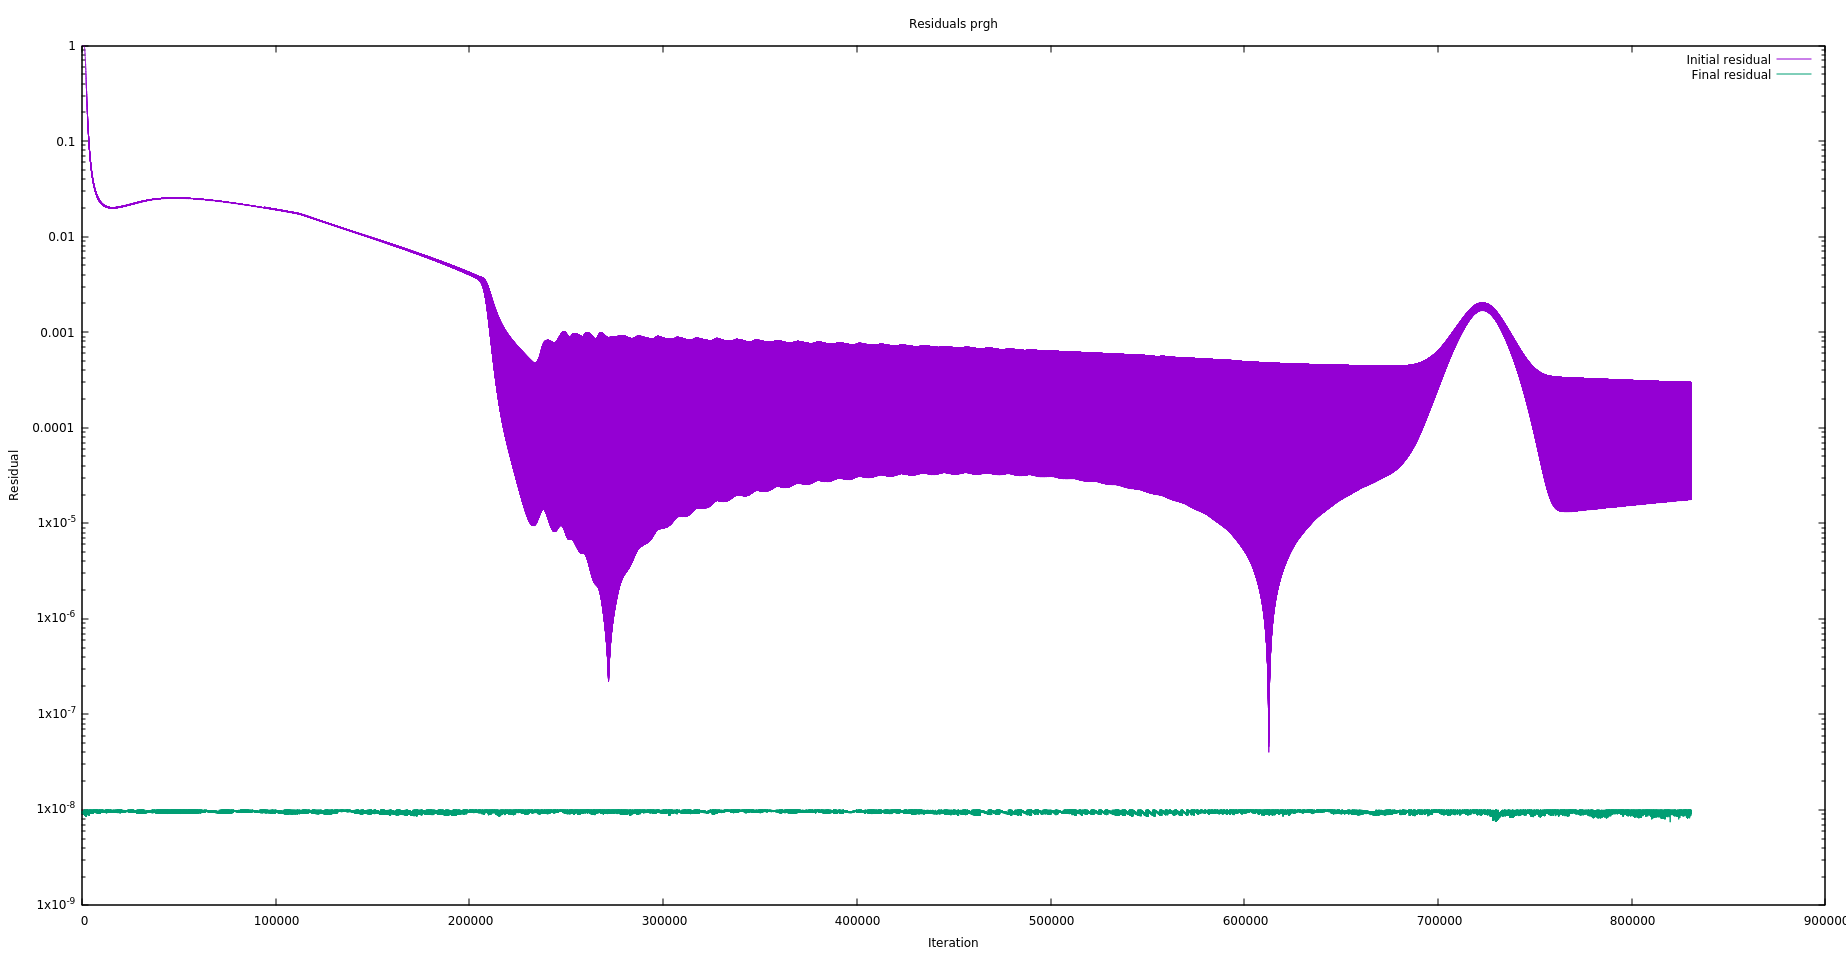 Residuals prgh
Initial residual
Final residual
1
0.1
0.01
0.001
0.0001
1x10-5
1x10-6
1x10-7
1x10-8
1x10-9
Residual
0 100000 200000 300000 400000 500000 600000 700000 800000 900000
Iteration